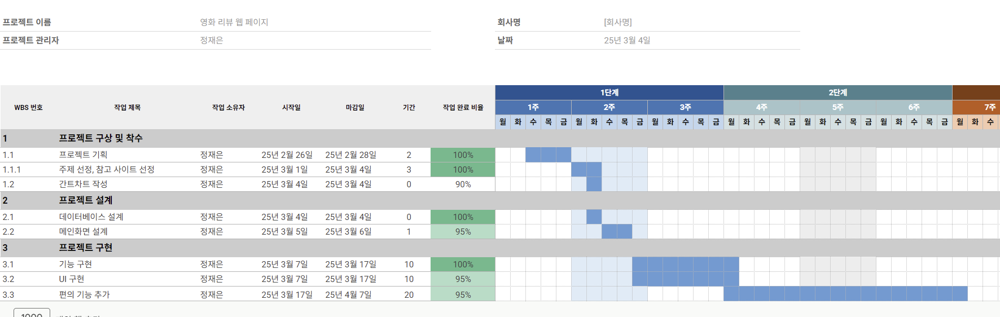 프로젝트 이름 영화 리뷰 웹 페이지 회사명 [회사명]
프로젝트 관리자 정재은 날짜 25년 3월 4일
1단계 2단계
WBS 번호 작업 제목 작업 소유자 시작일 마감일 기간 작업 완료 비율 1주 2주 3주 4주 5주 6주 7주
월 화 수 목 금 월 화 수 목 금 월 화 수 목 금 월 화 수 목 금 월 화 수 목 금 월 화 수 목 금 월 화 수
1 프로젝트 구상 및 착수
1.1 프로젝트 기획 정재은 25년 2월 26일 25년 2월 28일 2 100%
1.1.1 주제 선정, 참고 사이트 선정 정재은 25년 3월 1일 25년 3월 4일 3 100%
1.2 간트차트 작성 정재은 25년 3월 4일 25년 3월 4일 0 90%
2 프로젝트 설계
2.1 데이터베이스 설계 정재은 25년 3월 4일 25년 3월 4일 0 100%
2.2 메인화면 설계 정재은 25년 3월 5일 25년 3월 6일 1 95%
3 프로젝트 구현
3.1 기능 구현 정재은 25년 3월 7일 25년 3월 17일 10 100%
3.2 UI 구현 정재은 25년 3월 7일 25년 3월 17일 10 95%
3.3 편의 기능 추가 정재은 25년 3월 17일 25년 4월 7일 20 95%
1000